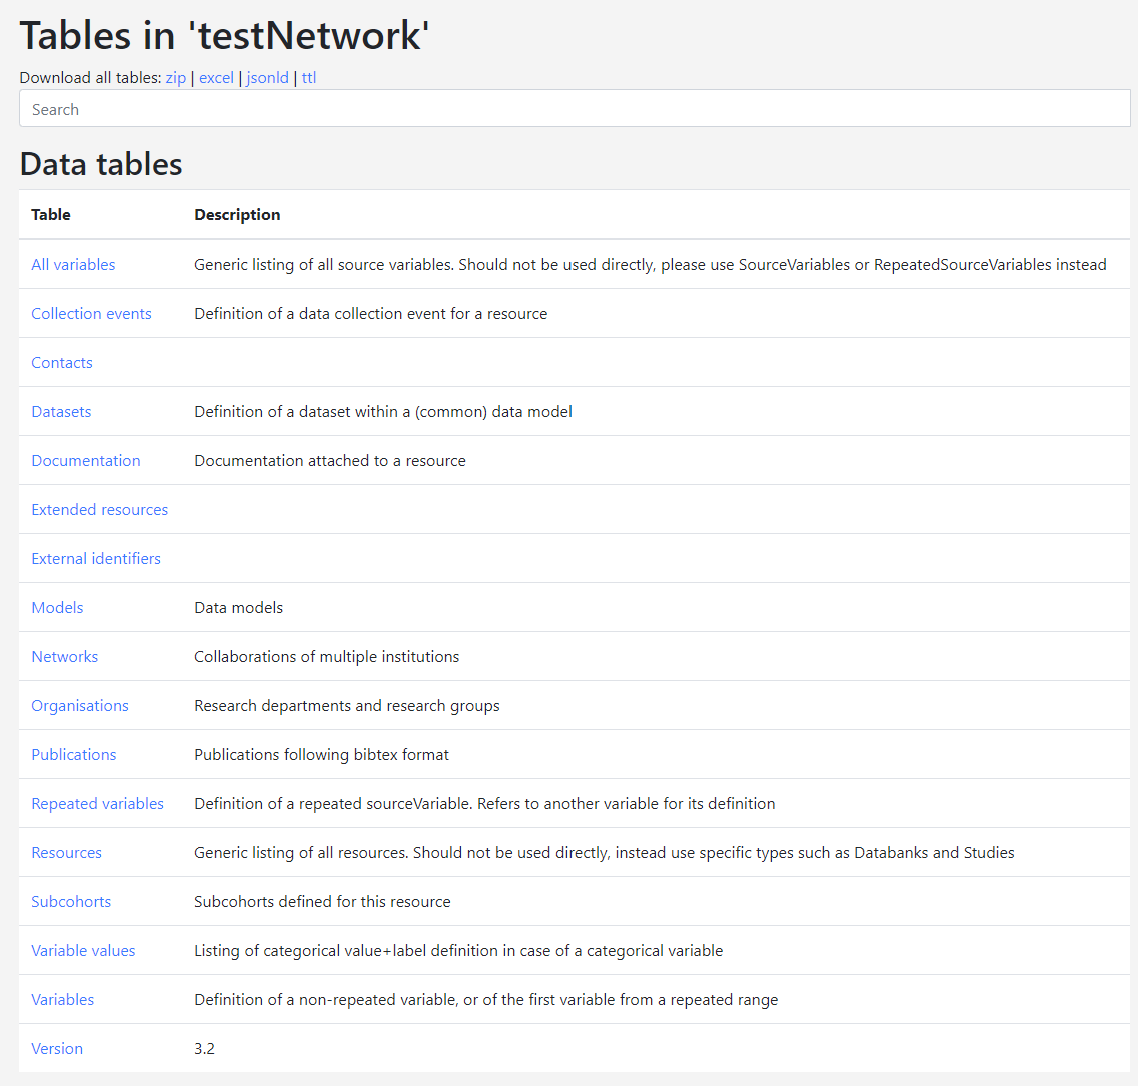 Tables in 'testNetwork'
Download all tables: zip | excel | jsonld | ttl
Search
Data tables
Table Description
All variables Generic listing of all source variables. Should not be used directly, please use SourceVariables or RepeatedSourceVariables instead
Collection events Definition of a data collection event for a resource
Contacts
Datasets Definition of a dataset within a (common) data model
Documentation Documentation attached to a resource
Extended resources
External identifiers
Models Data models
Networks Collaborations of multiple institutions
Organisations Research departments and research groups
Publications Publications following bibtex format
Repeated variables Definition of a repeated sourceVariable. Refers to another variable for its definition
Resources Generic listing of all resources. Should not be used directly, instead use specific types such as Databanks and Studies
Subcohorts Subcohorts defined for this resource
Variable values Listing of categorical value+label definition in case of a categorical variable
Variables Definition of a non-repeated variable, or of the first variable from a repeated range
Version 3.2